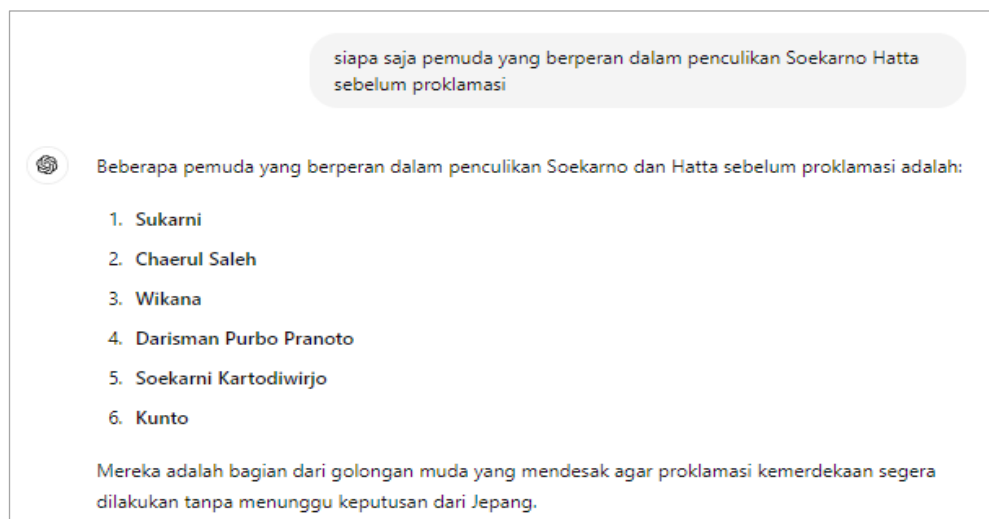 siapa saja pemuda yang berperan dalam penculikan Soekarno Hatta
sebelum proklamasi
Beberapa pemuda yang berperan dalam penculikan Soekarno dan Hatta sebelum proklamasi adalah:
1. Sukarni
2. Chaerul Saleh
3. Wikana
4. Darisman Purbo Pranoto
5. Soekarni Kartodiwirjo
6. Kunto
Mereka adalah bagian dari golongan muda yang mendesak agar proklamasi kemerdekaan segera
dilakukan tanpa menunggu keputusan dari Jepang.